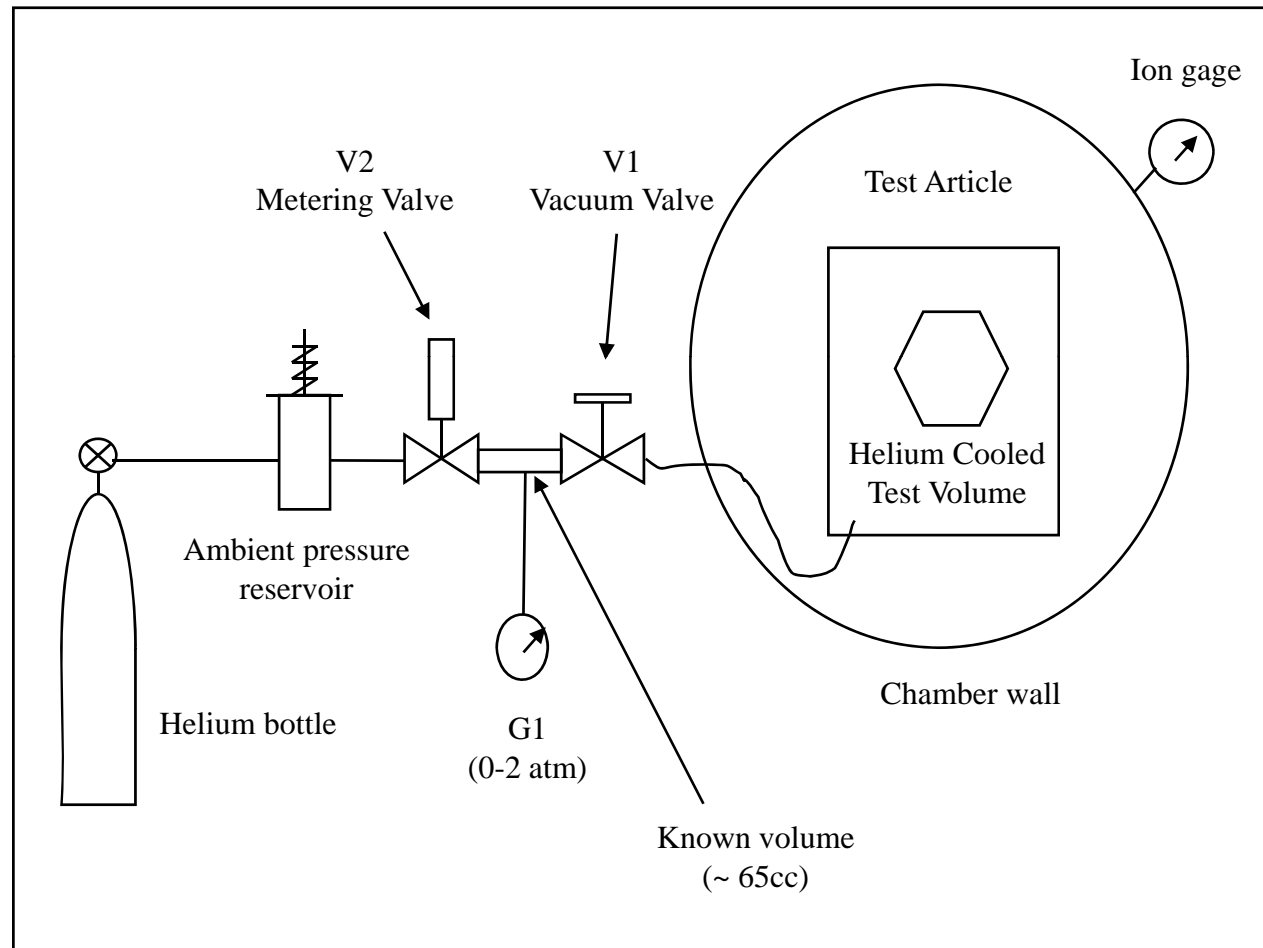 Ion gage
V2
Metering Valve
V1
Vacuum Valve
Test Article
Helium Cooled
Test Volume
Ambient pressure
reservoir
Chamber wall
Helium bottle
G1
(0-2 atm)
Known volume
(~ 65cc)